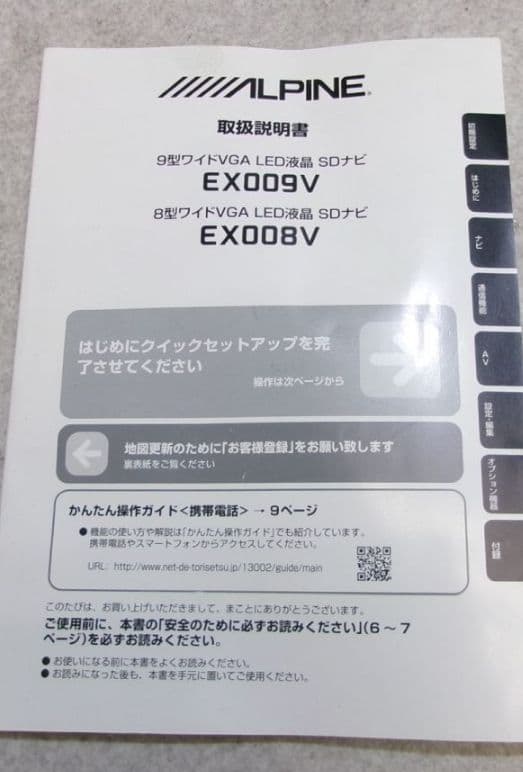 ALPINE
取扱説明書
9型ワイドVGA LED液晶 SDナビ
EX009V
8型ワイドVGA LED液晶 SDナビ
EX008V
はじめにクイックセットアップを完
了させてください
操作は次ページから
地図更新のために「お客様登録」をお願い致します
裏表紙をご覧ください
かんたん操作ガイド<携帯電話> → 9ページ
● 機能の使い方や解説は「かんたん操作ガイド」でも紹介しています。
携帯電話やスマートフォンからアクセスしてください。
URL: http://www.net-de-torisetsu.jp/13002/guide/main
このたびは、お買い上げいただきまして、まことにありがとうございます。
ご使用前に、本書の「安全のために必ずお読みください」(6 ～ 7
ページ)を必ずお読みください。
● お使いになる前に本書をよくお読みください。
● お読みになった後も、本書を手元に置いてご使用ください。
初期設定
はじめに
ナビ
通信機能
AV
設定・編集
オプション機器
付録